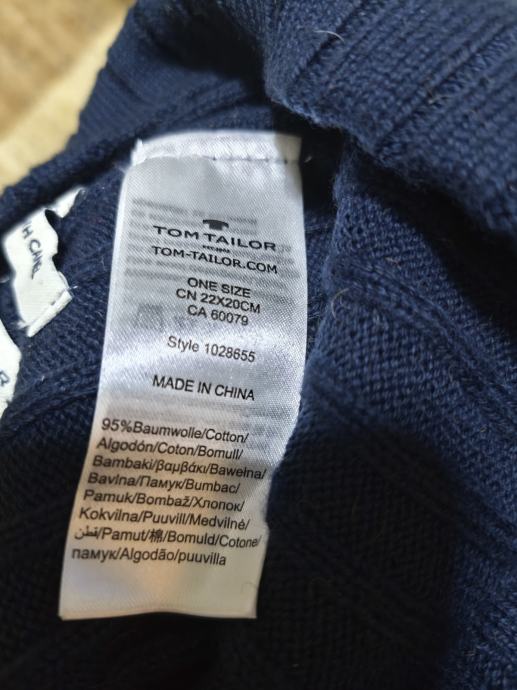 TOM TAILOR
TOM-TAILOR.COM
ONE SIZE
CN 22X20CM
CA 60079
Style 1028655
MADE IN CHINA
95%Baumwolle/Cotton/
Algodón/Coton/Bomull/
Bambaki/βαμβάκι/Bawełna/
Bavlna/Памук/Bumbac/
Pamuk/Bombaž/Хлопок/
Kokvilna/Puuvill/Medvilnė/
قطن/Pamut/棉/Bomuld/Cotone/
памук/Algodão/puuvilla